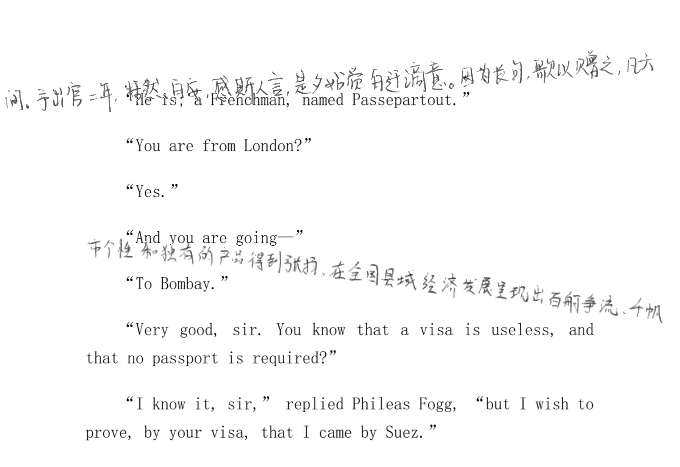 间。予出官二年,恬然自安,感斯人言,是夕始觉有迁谪意。因为长句,歌以赠之,凡六
“He is; a Frenchman, named Passepartout.”
“You are from London?”
“Yes.”
“And you are going—”
市个性和独有的产品得到张扬,在全国县域经济发展呈现出百舸争流、千帆
“To Bombay.”
“Very good, sir. You know that a visa is useless, and
that no passport is required?”
“I know it, sir,” replied Phileas Fogg, “but I wish to
prove, by your visa, that I came by Suez.”